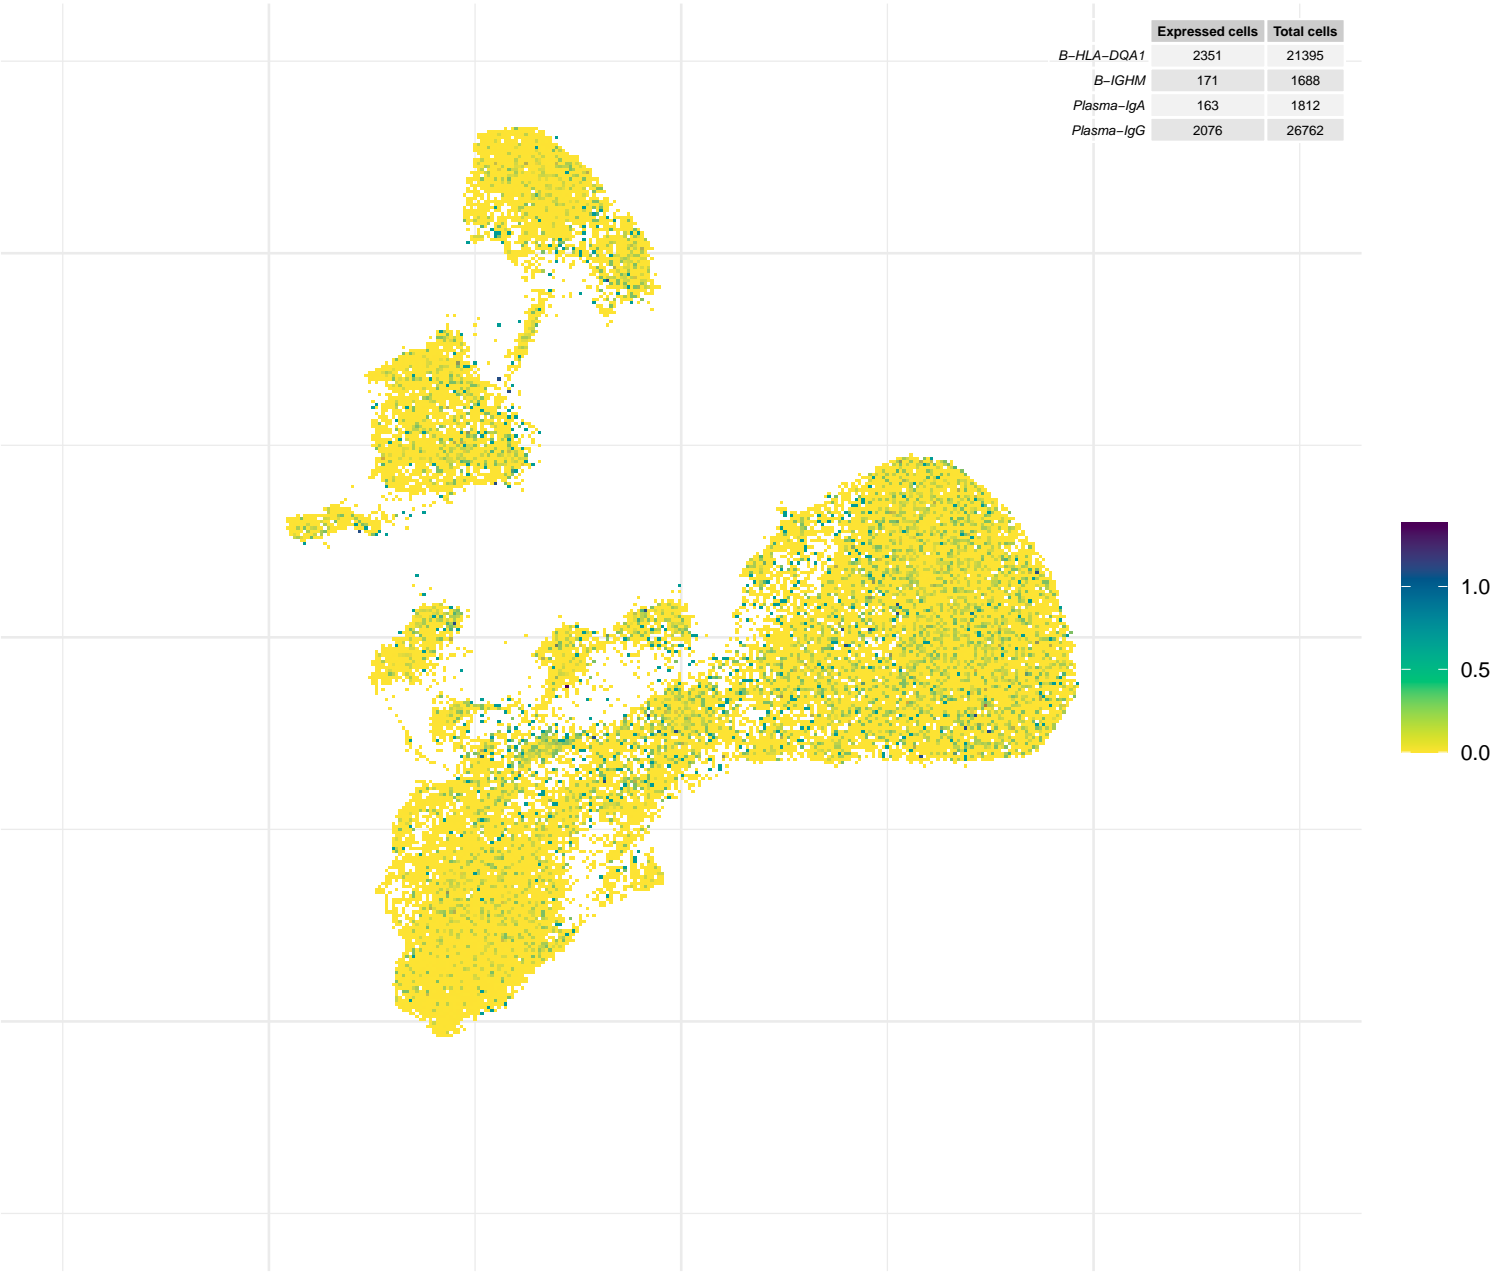 Expressed cells Total cells
B−HLA−DQA1 2351 21395
B−IGHM 171 1688
Plasma−IgA 163 1812
Plasma−IgG 2076 26762
1.0
0.5
0.0